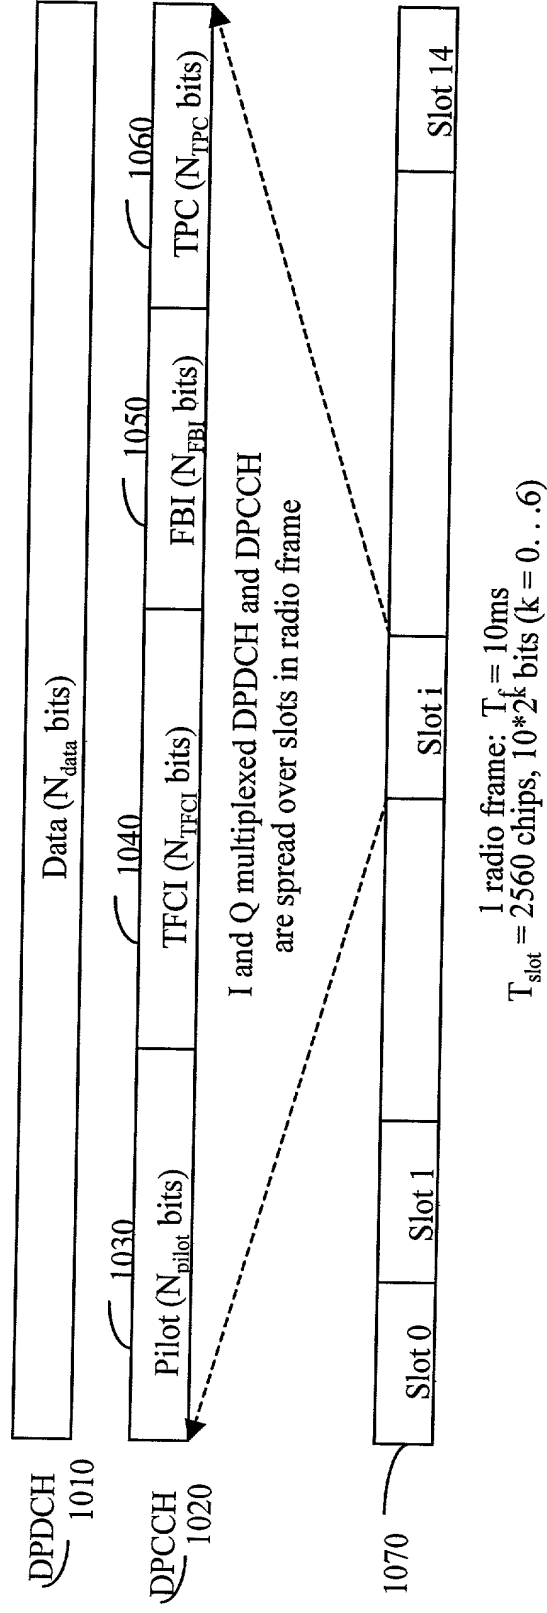 DPDCH
1010
Data (N_data bits)
DPCCH
1020
1030
1040
1050
1060
Pilot (N_pilot bits)
TFCI (N_TFCI bits)
FBI (N_FBI bits)
TPC (N_TPC bits)
I and Q multiplexed DPDCH and DPCCH
are spread over slots in radio frame
1070
Slot 0
Slot 1
Slot i
Slot 14
1 radio frame: T_f = 10ms
T_slot = 2560 chips, 10*2^k bits (k = 0...6)